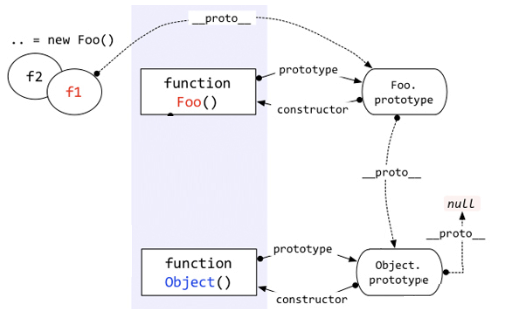 __proto__
.. = new Foo()
f2
f1
function
Foo()
prototype
constructor
Foo.
prototype
__proto__
null
__proto__
function
Object()
prototype
constructor
Object.
prototype